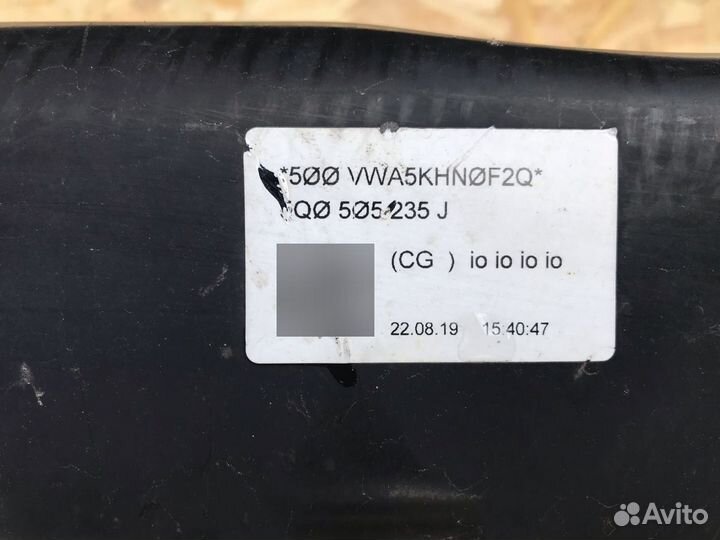 *5ØØ VWA5KHNØF2Q*
QØ 5Ø5 235 J
(CG ) io io io io
22.08.19 15:40:47
Avito